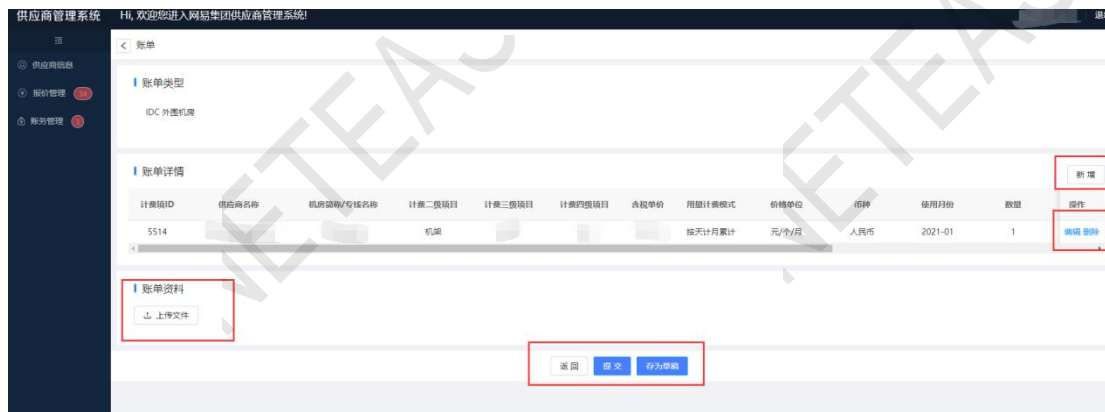 供应商管理系统 Hi, 欢迎您进入网易集团供应商管理系统!
< 账单
供应商信息
报价管理
账务管理
账单类型
IDC 外围机房
账单详情
新 增
计费项ID 供应商名称 机房简称/专线名称 计费二级项目 计费三级项目 计费四级项目 含税单价 用量计费模式 价格单位 币种 使用月份 数量 操作
5514 机架 按天计月累计 元/个/月 人民币 2021-01 1 编辑 删除
账单资料
上传文件
返 回 提 交 存为草稿
NETEASE
NETEASE